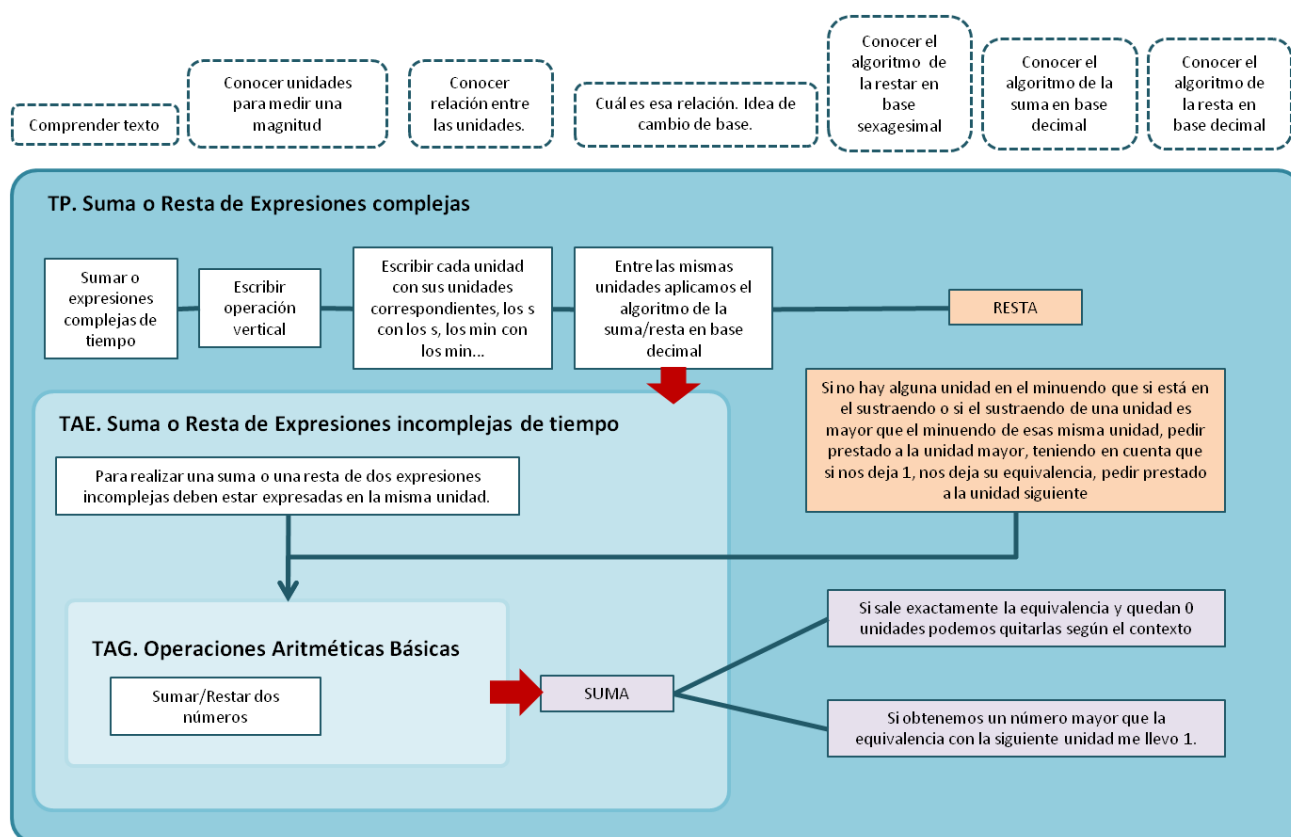 Comprender texto
Conocer unidades
para medir una
magnitud
Conocer
relación entre
las unidades.
Cuál es esa relación. Idea de
cambio de base.
Conocer el
algoritmo de
la restar en
base
sexagesimal
Conocer el
algoritmo de la
suma en base
decimal
Conocer el
algoritmo de
la resta en
base decimal
TP. Suma o Resta de Expresiones complejas
Sumar o
expresiones
complejas de
tiempo
Escribir
operación
vertical
Escribir cada unidad
con sus unidades
correspondientes, los s
con los s, los min con
los min...
Entre las mismas
unidades aplicamos el
algoritmo de la
suma/resta en base
decimal
RESTA
Si no hay alguna unidad en el minuendo que si está en
el sustraendo o si el sustraendo de una unidad es
mayor que el minuendo de esas misma unidad, pedir
prestado a la unidad mayor, teniendo en cuenta que
si nos deja 1, nos deja su equivalencia, pedir prestado
a la unidad siguiente
TAE. Suma o Resta de Expresiones incomplejas de tiempo
Para realizar una suma o una resta de dos expresiones
incomplejas deben estar expresadas en la misma unidad.
TAG. Operaciones Aritméticas Básicas
Sumar/Restar dos
números
SUMA
Si sale exactamente la equivalencia y quedan 0
unidades podemos quitarlas según el contexto
Si obtenemos un número mayor que la
equivalencia con la siguiente unidad me llevo 1.